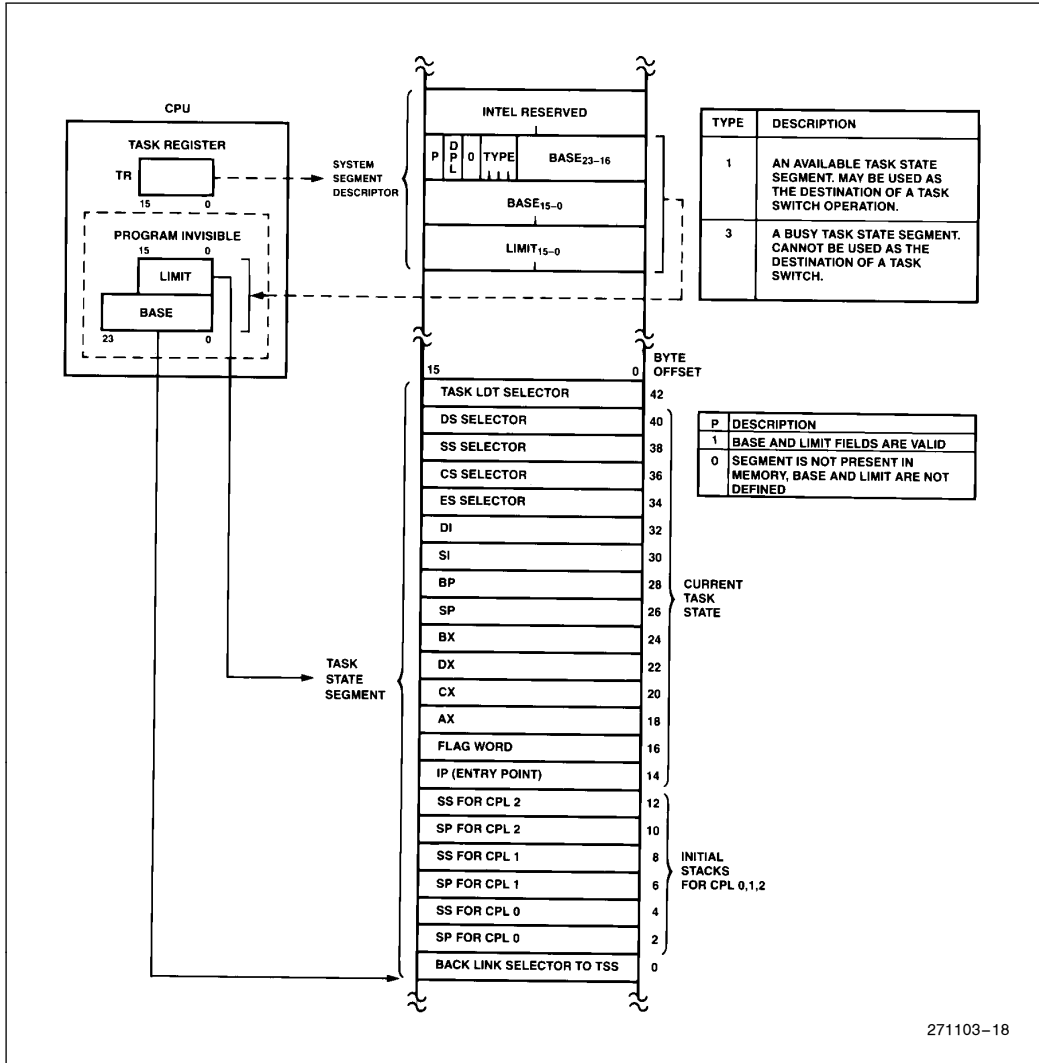 CPU
TASK REGISTER
TR
15 0
PROGRAM INVISIBLE
15 0
LIMIT
BASE
23 0
SYSTEM
SEGMENT
DESCRIPTOR
INTEL RESERVED
P DPL 0 TYPE BASE23–16
BASE15–0
LIMIT15–0
TYPE DESCRIPTION
1 AN AVAILABLE TASK STATE
SEGMENT. MAY BE USED AS
THE DESTINATION OF A TASK
SWITCH OPERATION.
3 A BUSY TASK STATE SEGMENT.
CANNOT BE USED AS THE
DESTINATION OF A TASK
SWITCH.
P DESCRIPTION
1 BASE AND LIMIT FIELDS ARE VALID
0 SEGMENT IS NOT PRESENT IN
MEMORY, BASE AND LIMIT ARE NOT
DEFINED
TASK
STATE
SEGMENT
15 0
BYTE
OFFSET
TASK LDT SELECTOR 42
DS SELECTOR 40
SS SELECTOR 38
CS SELECTOR 36
ES SELECTOR 34
DI 32
SI 30
BP 28
SP 26
BX 24
DX 22
CX 20
AX 18
FLAG WORD 16
IP (ENTRY POINT) 14
SS FOR CPL 2 12
SP FOR CPL 2 10
SS FOR CPL 1 8
SP FOR CPL 1 6
SS FOR CPL 0 4
SP FOR CPL 0 2
BACK LINK SELECTOR TO TSS 0
CURRENT
TASK
STATE
INITIAL
STACKS
FOR CPL 0,1,2
271103–18